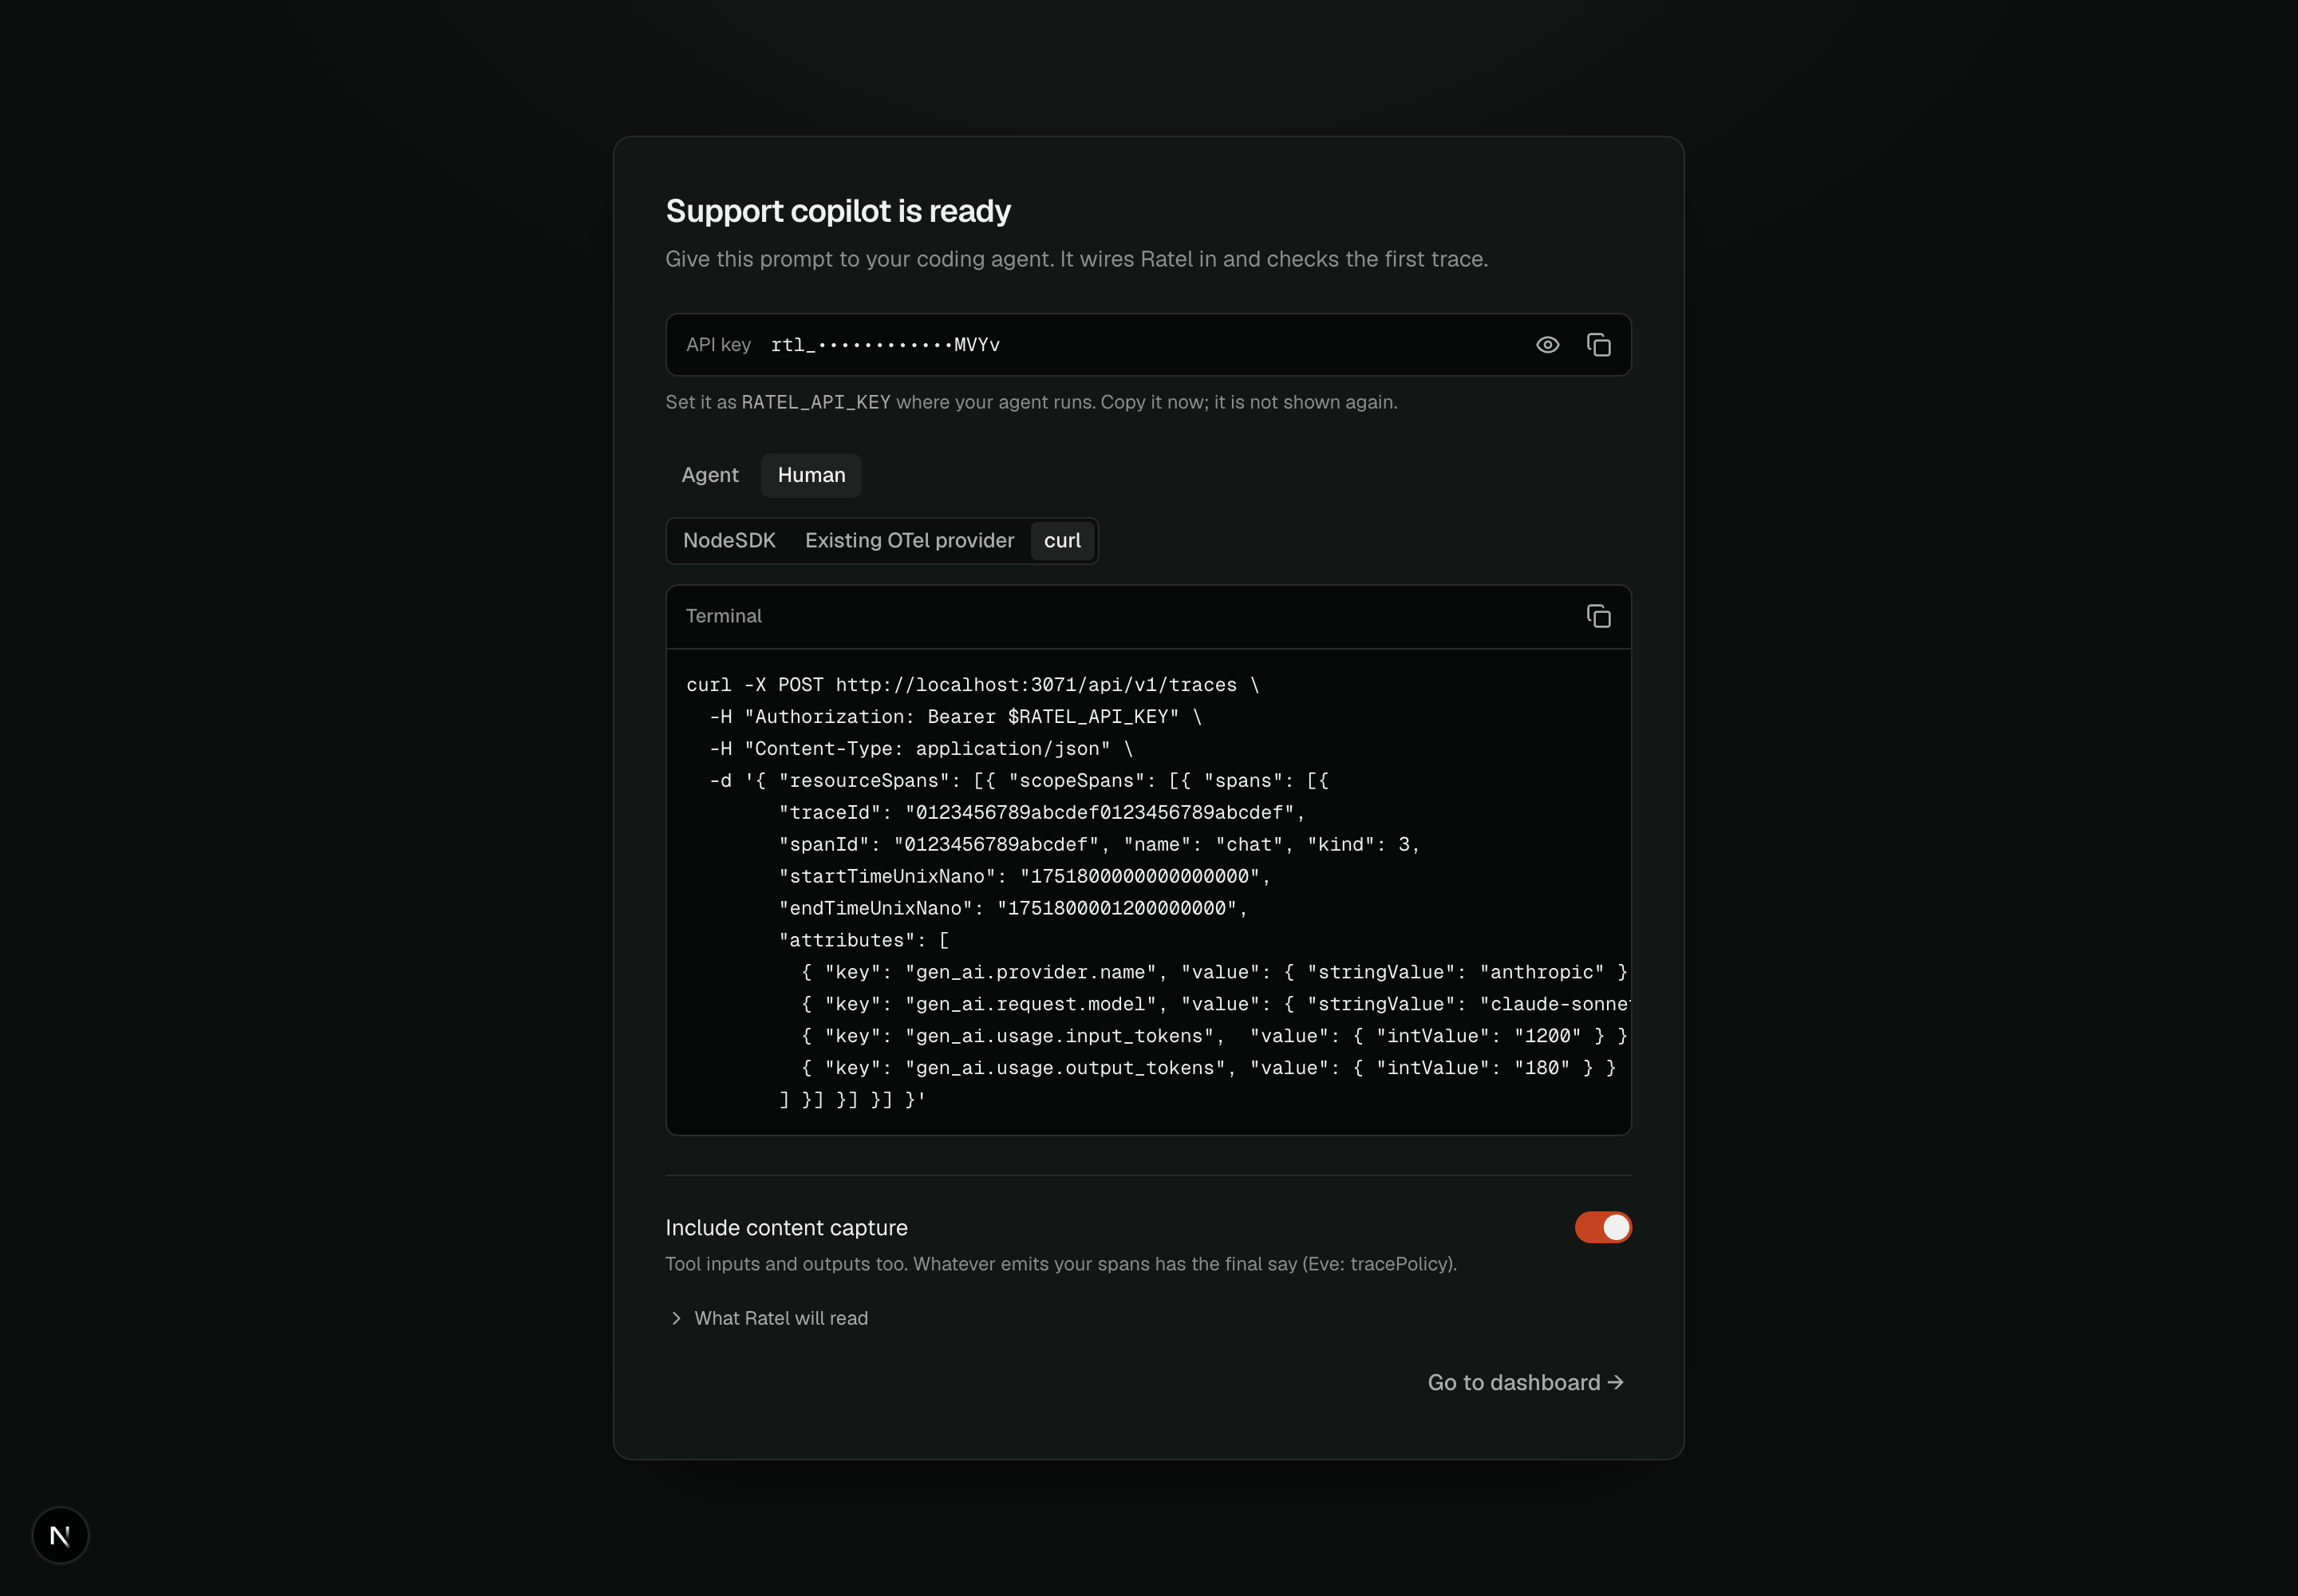 Support copilot is ready
Give this prompt to your coding agent. It wires Ratel in and checks the first trace.
API key rtl_••••••••••••MVYv
Set it as RATEL_API_KEY where your agent runs. Copy it now; it is not shown again.
Agent Human
NodeSDK Existing OTel provider curl
Terminal
curl -X POST http://localhost:3071/api/v1/traces \
  -H "Authorization: Bearer $RATEL_API_KEY" \
  -H "Content-Type: application/json" \
  -d '{ "resourceSpans": [{ "scopeSpans": [{ "spans": [{
        "traceId": "0123456789abcdef0123456789abcdef",
        "spanId": "0123456789abcdef", "name": "chat", "kind": 3,
        "startTimeUnixNano": "1751800000000000000",
        "endTimeUnixNano": "1751800001200000000",
        "attributes": [
          { "key": "gen_ai.provider.name", "value": { "stringValue": "anthropic" }
          { "key": "gen_ai.request.model", "value": { "stringValue": "claude-sonne
          { "key": "gen_ai.usage.input_tokens",  "value": { "intValue": "1200" } }
          { "key": "gen_ai.usage.output_tokens", "value": { "intValue": "180" } }
        ] }] }] }] }'
Include content capture
Tool inputs and outputs too. Whatever emits your spans has the final say (Eve: tracePolicy).
What Ratel will read
Go to dashboard →
N